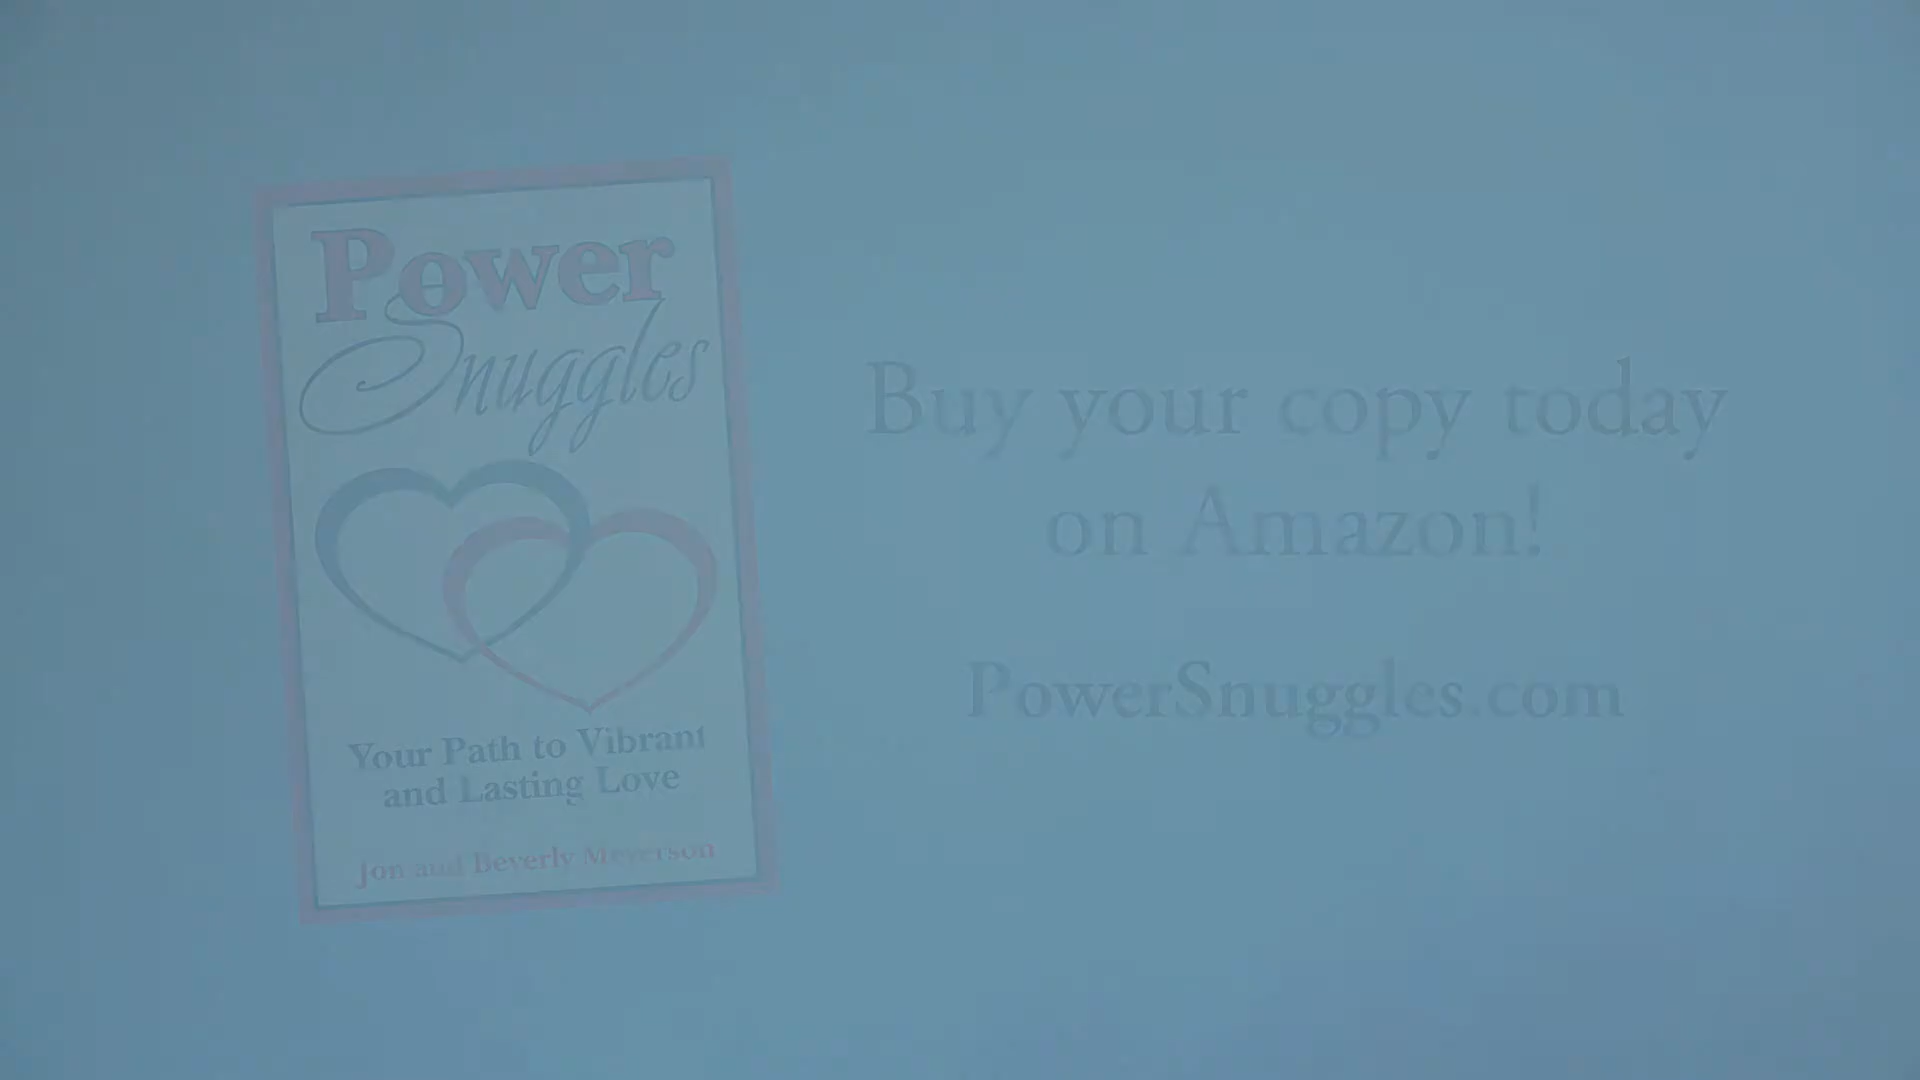 Power
Snuggles
Your Path to Vibrant
and Lasting Love
Jon and Beverly Meyerson
Buy your copy today
on Amazon!
PowerSnuggles.com